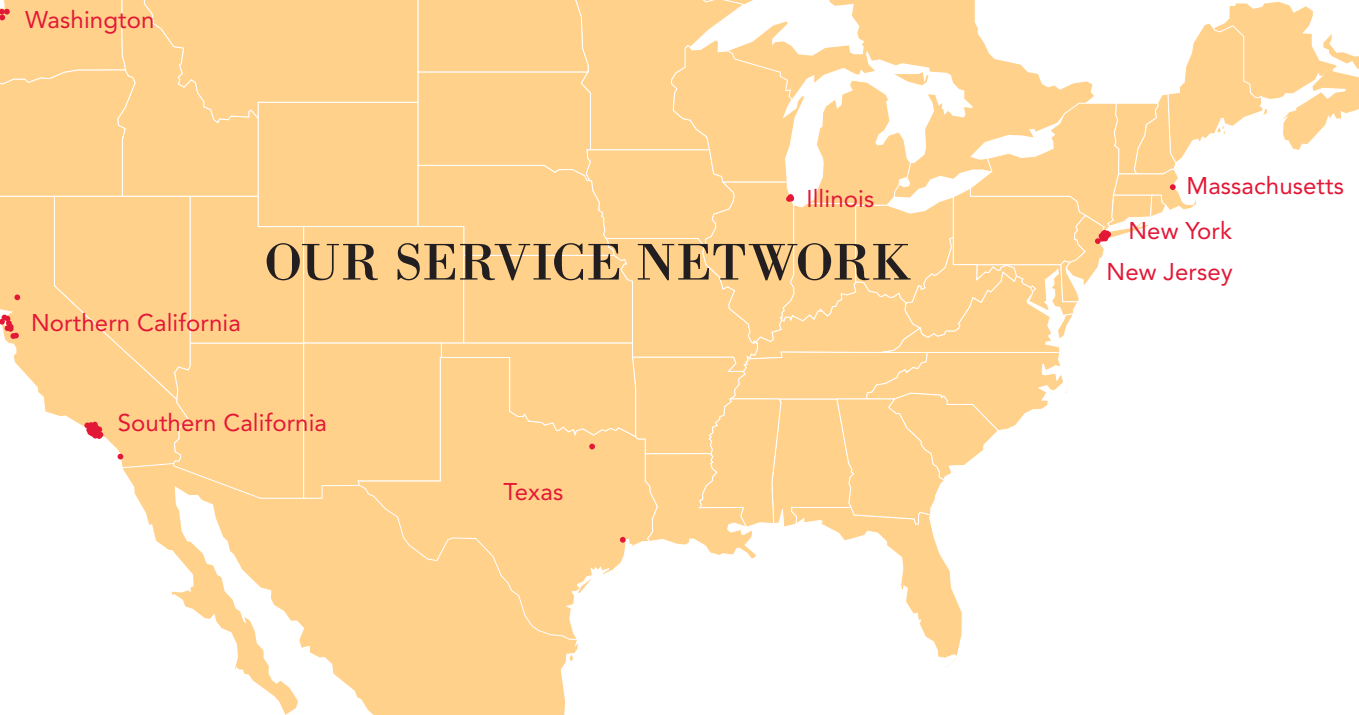 Washington
Illinois
Massachusetts
New York
OUR SERVICE NETWORK
New Jersey
Northern California
Southern California
Texas